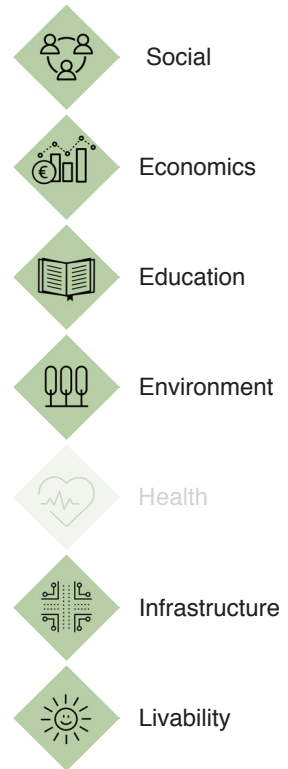 Social
Economics
€
Education
Environment
Health
Infrastructure
Livability